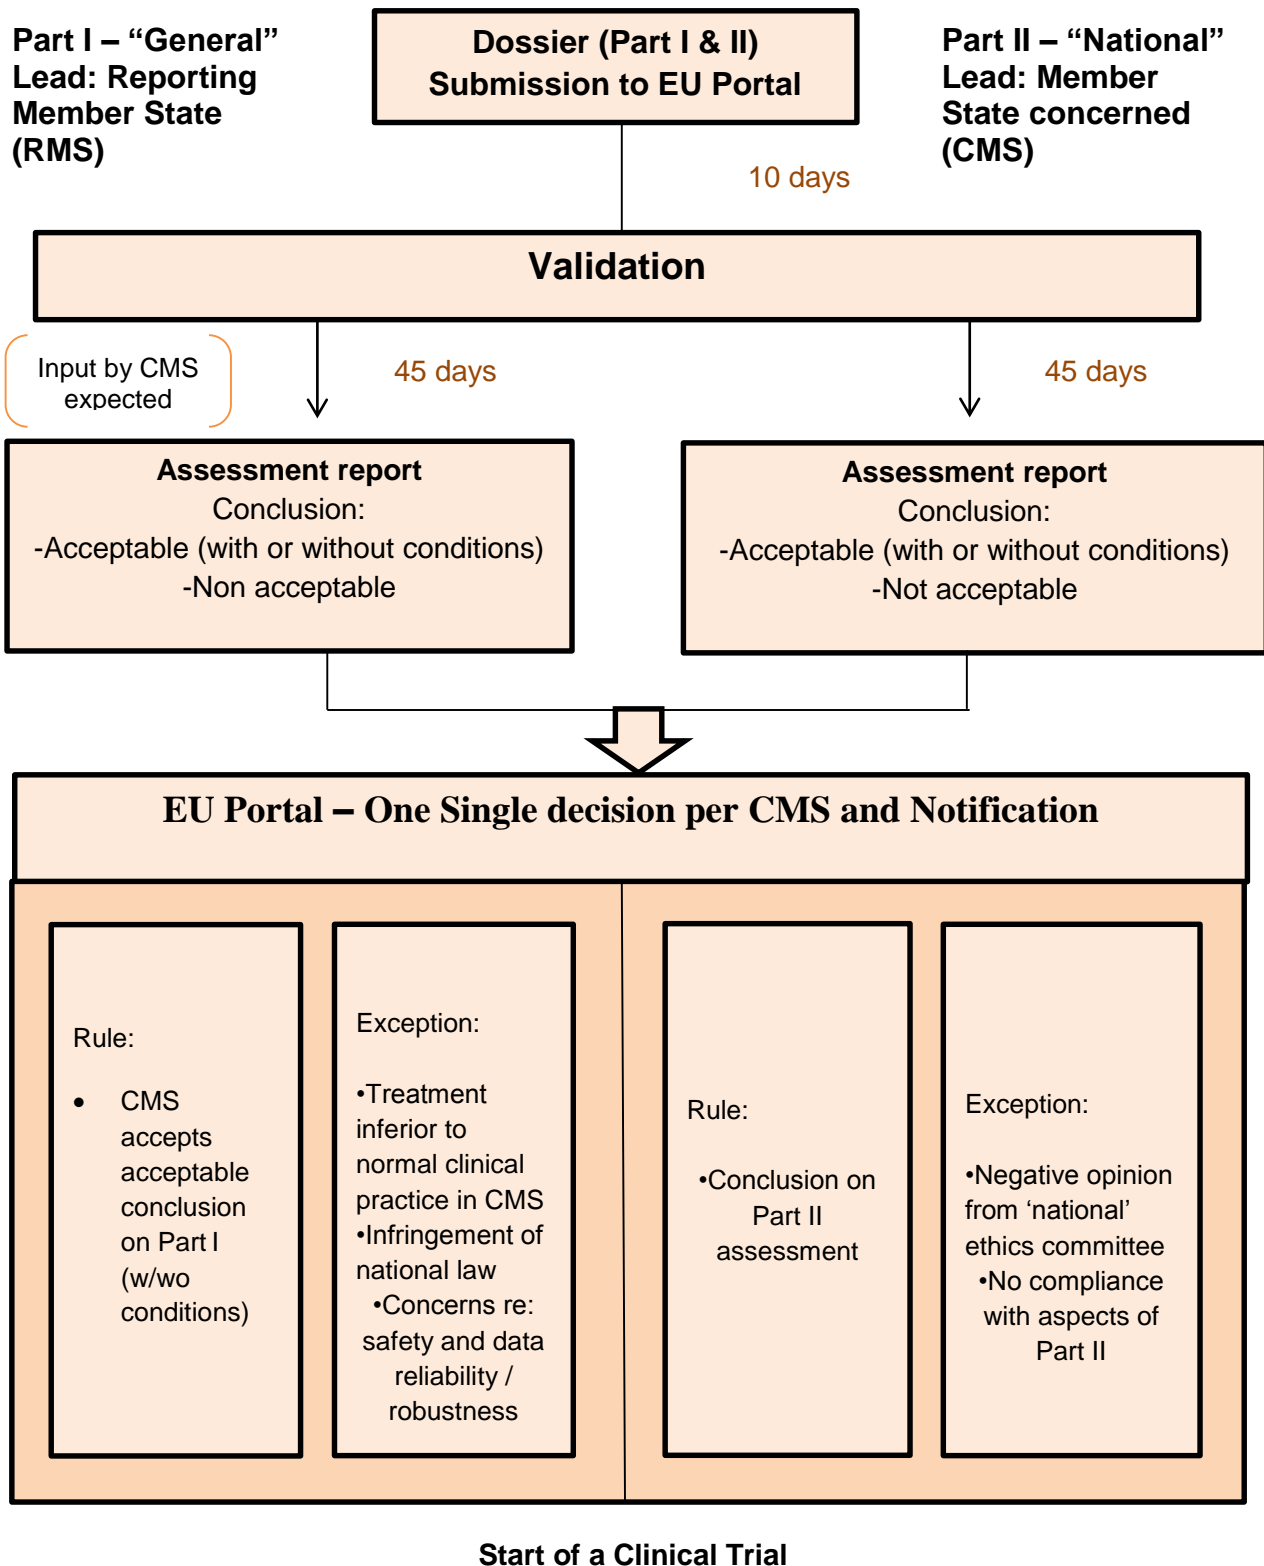 Part I – “General”
Lead: Reporting
Member State
(RMS)
Dossier (Part I & II)
Submission to EU Portal
Part II – “National”
Lead: Member
State concerned
(CMS)
10 days
Validation
Input by CMS
expected
45 days
45 days
Assessment report
Conclusion:
-Acceptable (with or without conditions)
-Non acceptable
Assessment report
Conclusion:
-Acceptable (with or without conditions)
-Not acceptable
EU Portal – One Single decision per CMS and Notification
Rule:
• CMS
accepts
acceptable
conclusion
on Part I
(w/wo
conditions)
Exception:
•Treatment
inferior to
normal clinical
practice in CMS
•Infringement of
national law
•Concerns re:
safety and data
reliability /
robustness
Rule:
•Conclusion on
Part II
assessment
Exception:
•Negative opinion
from ‘national’
ethics committee
•No compliance
with aspects of
Part II
Start of a Clinical Trial